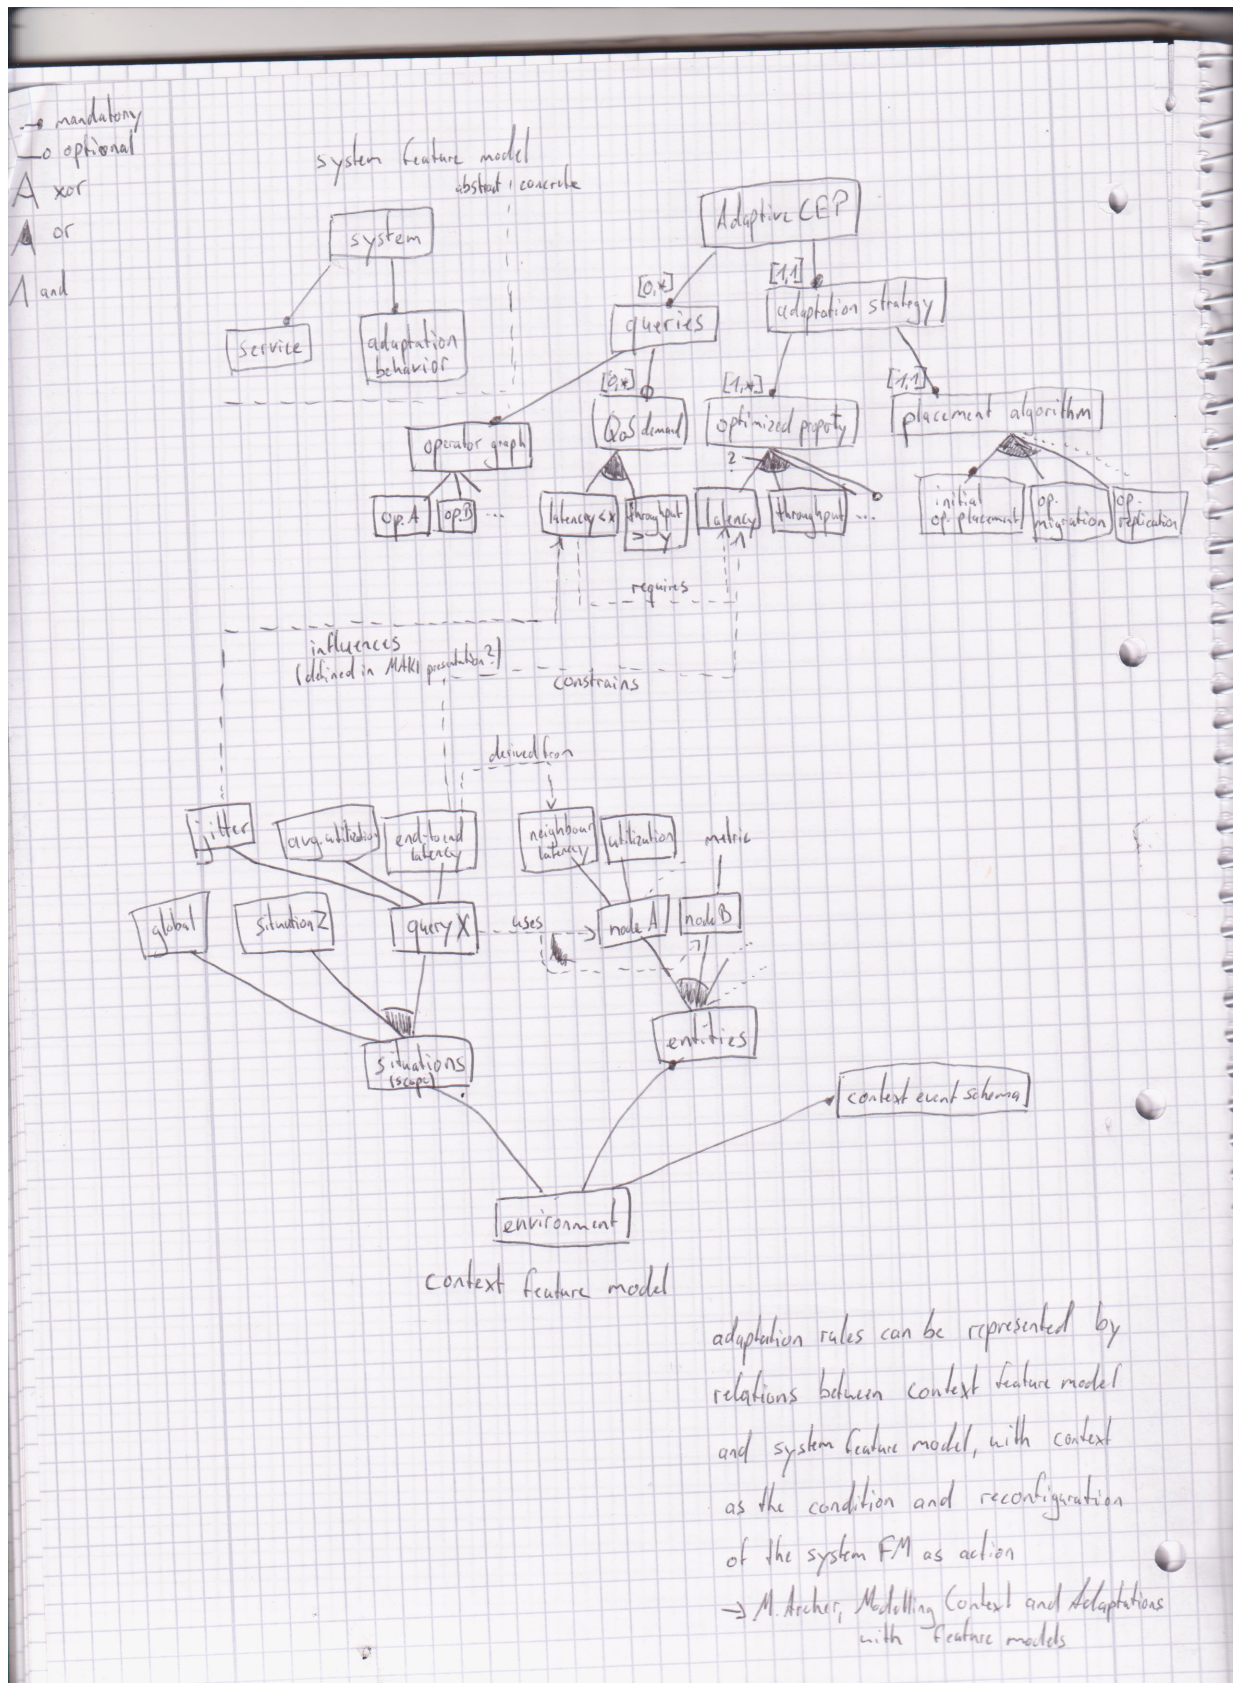 mandatory
optional
xor
or
and
system feature model
abstract | concrete
system
service
adaptation
behavior
Adaptive CEP
[0,*]
[1,1]
queries
adaptation strategy
[0,*]
[1,*]
[1,1]
operator graph
QoS demand
optimized property
placement algorithm
?
op. A
op. B
...
latency < x
throughput
> y
latency
throughput
...
initial
op. placement
op.
migration
op.
replication
requires
influences
(defined in MAKI presentation?)
constrains
derived from
jitter
avg. utilization
end-to-end
latency
neighbour
latency
utilization
metric
global
situation Z
query X
uses
node A
node B
situations
(scope)
entities
context event schema
environment
context feature model
adaptation rules can be represented by
relations between context feature model
and system feature model, with context
as the condition and reconfiguration
of the system FM as action
→ M. Archer, Modelling Context and Adaptations
with feature models